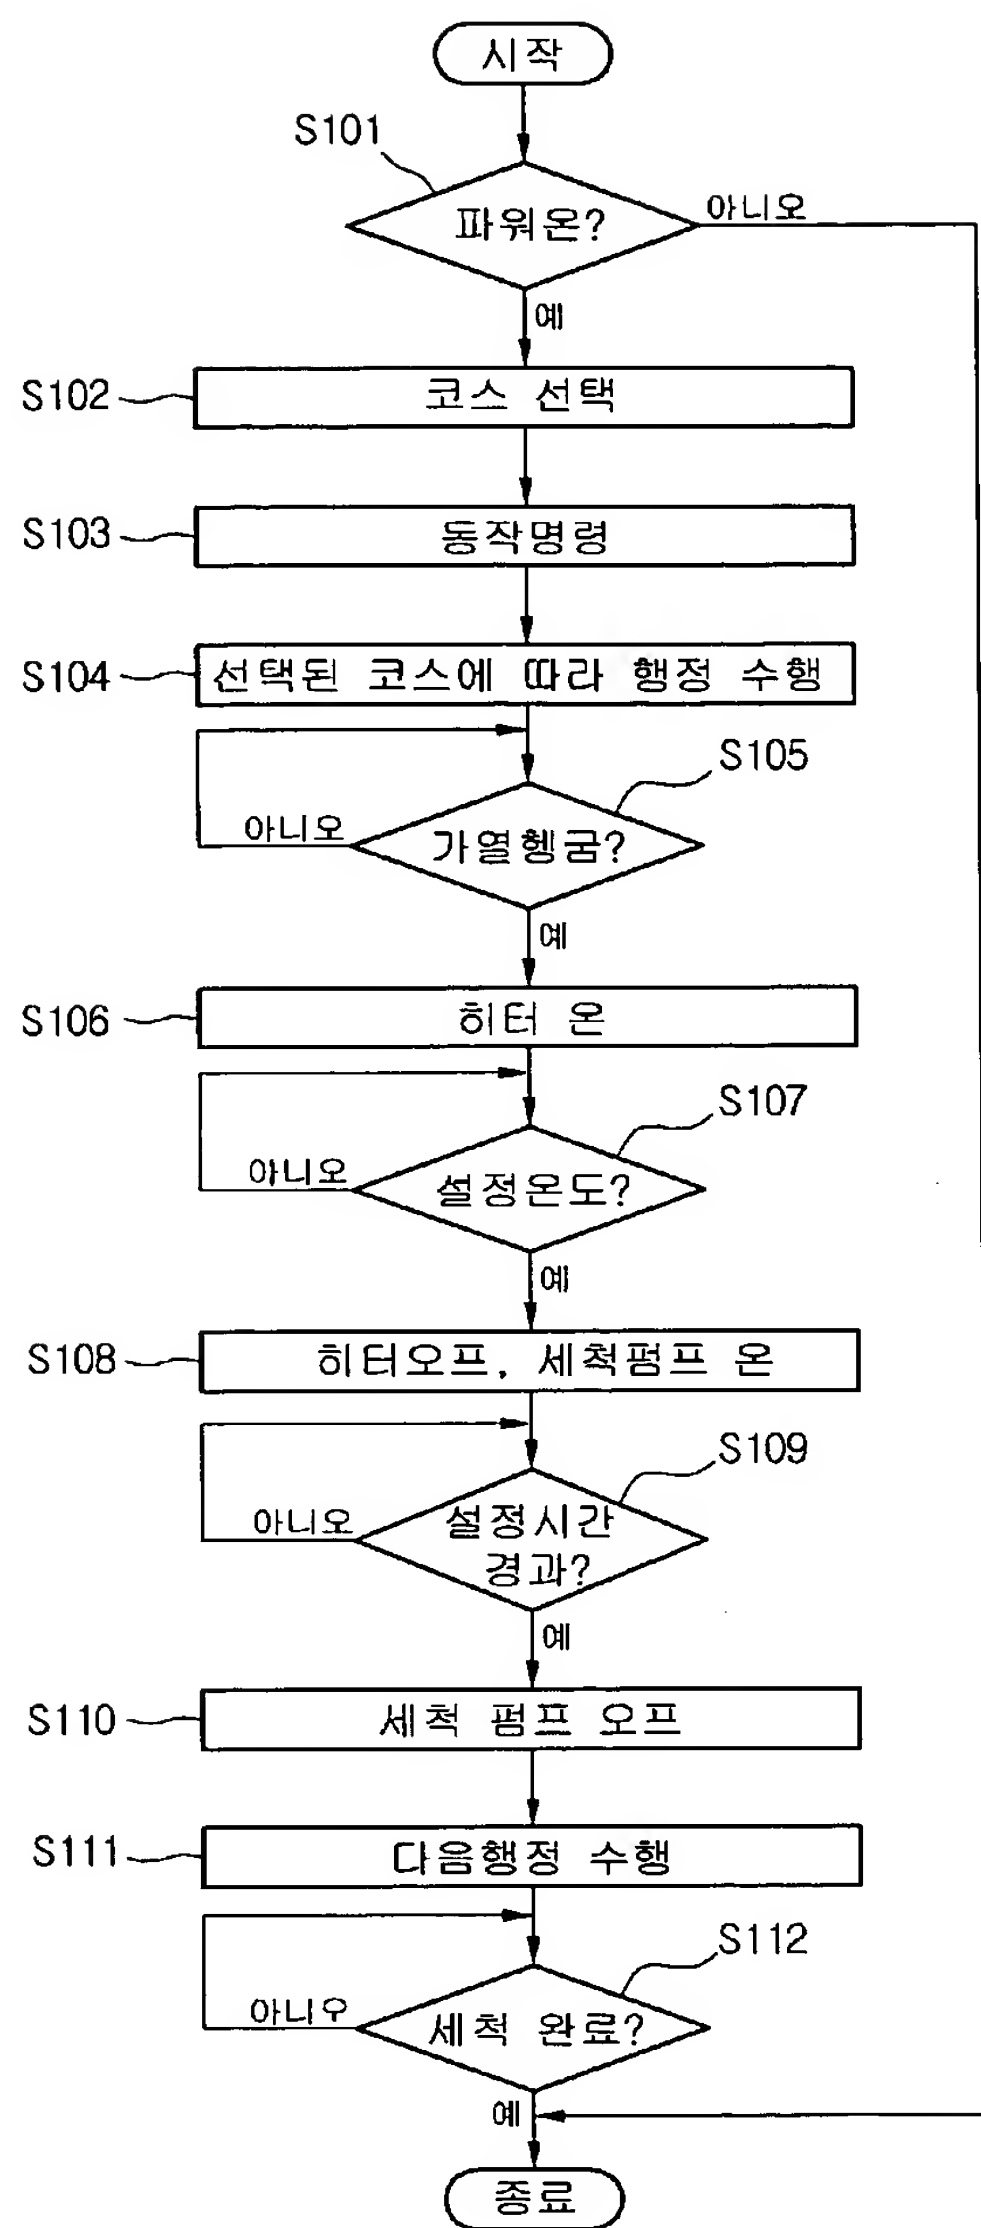 시작
S101
파워온?
아니오
예
S102
코스 선택
S103
동작명령
S104
선택된 코스에 따라 행정 수행
S105
아니오
가열헹굼?
예
S106
히터 온
S107
아니오
설정온도?
예
S108
히터오프, 세척펌프 온
S109
아니오
설정시간
경과?
예
S110
세척 펌프 오프
S111
다음행정 수행
S112
아니오
세척 완료?
예
종료